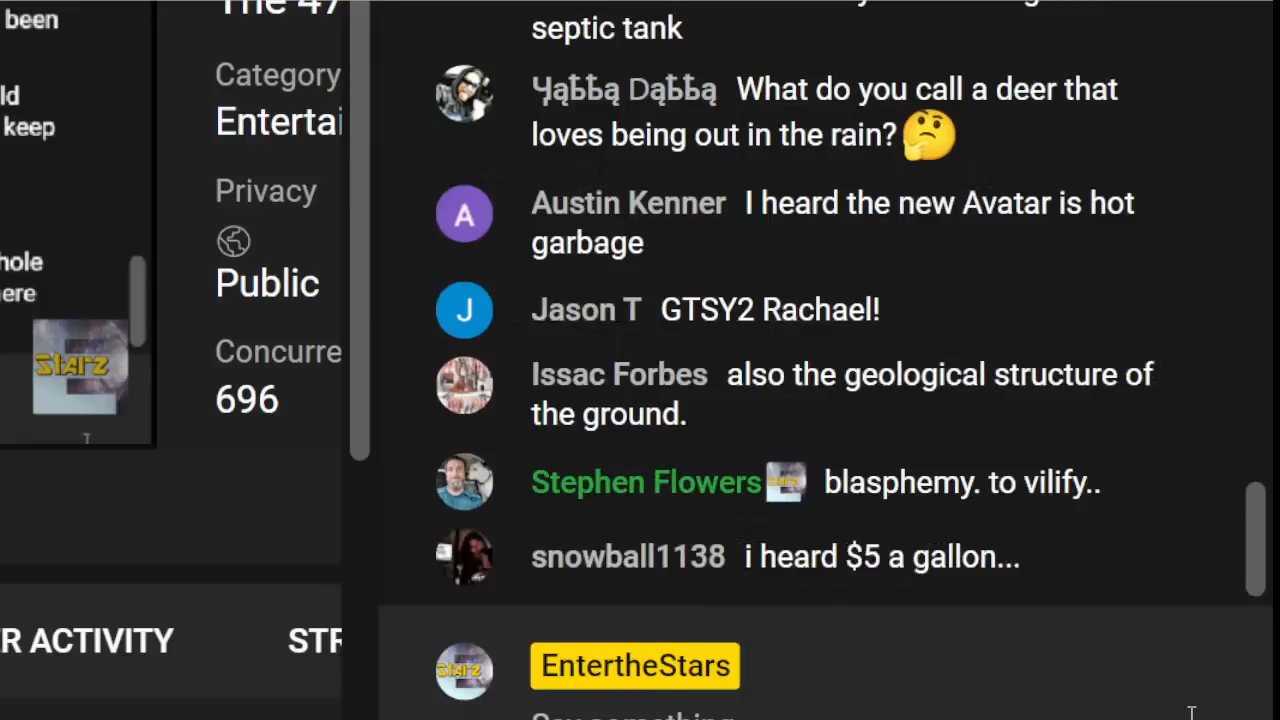 been
ld
keep
hole
ere
Starz
Category
Entertai
Privacy
Public
Concurre
696
R ACTIVITY
STR
septic tank
Ҷąҍҍą Dąҍҍą What do you call a deer that
loves being out in the rain?🤔
A
Austin Kenner I heard the new Avatar is hot
garbage
J
Jason T GTSY2 Rachael!
Issac Forbes also the geological structure of
the ground.
Stephen Flowers blasphemy. to vilify..
snowball1138 i heard $5 a gallon...
Starz
EntertheStars